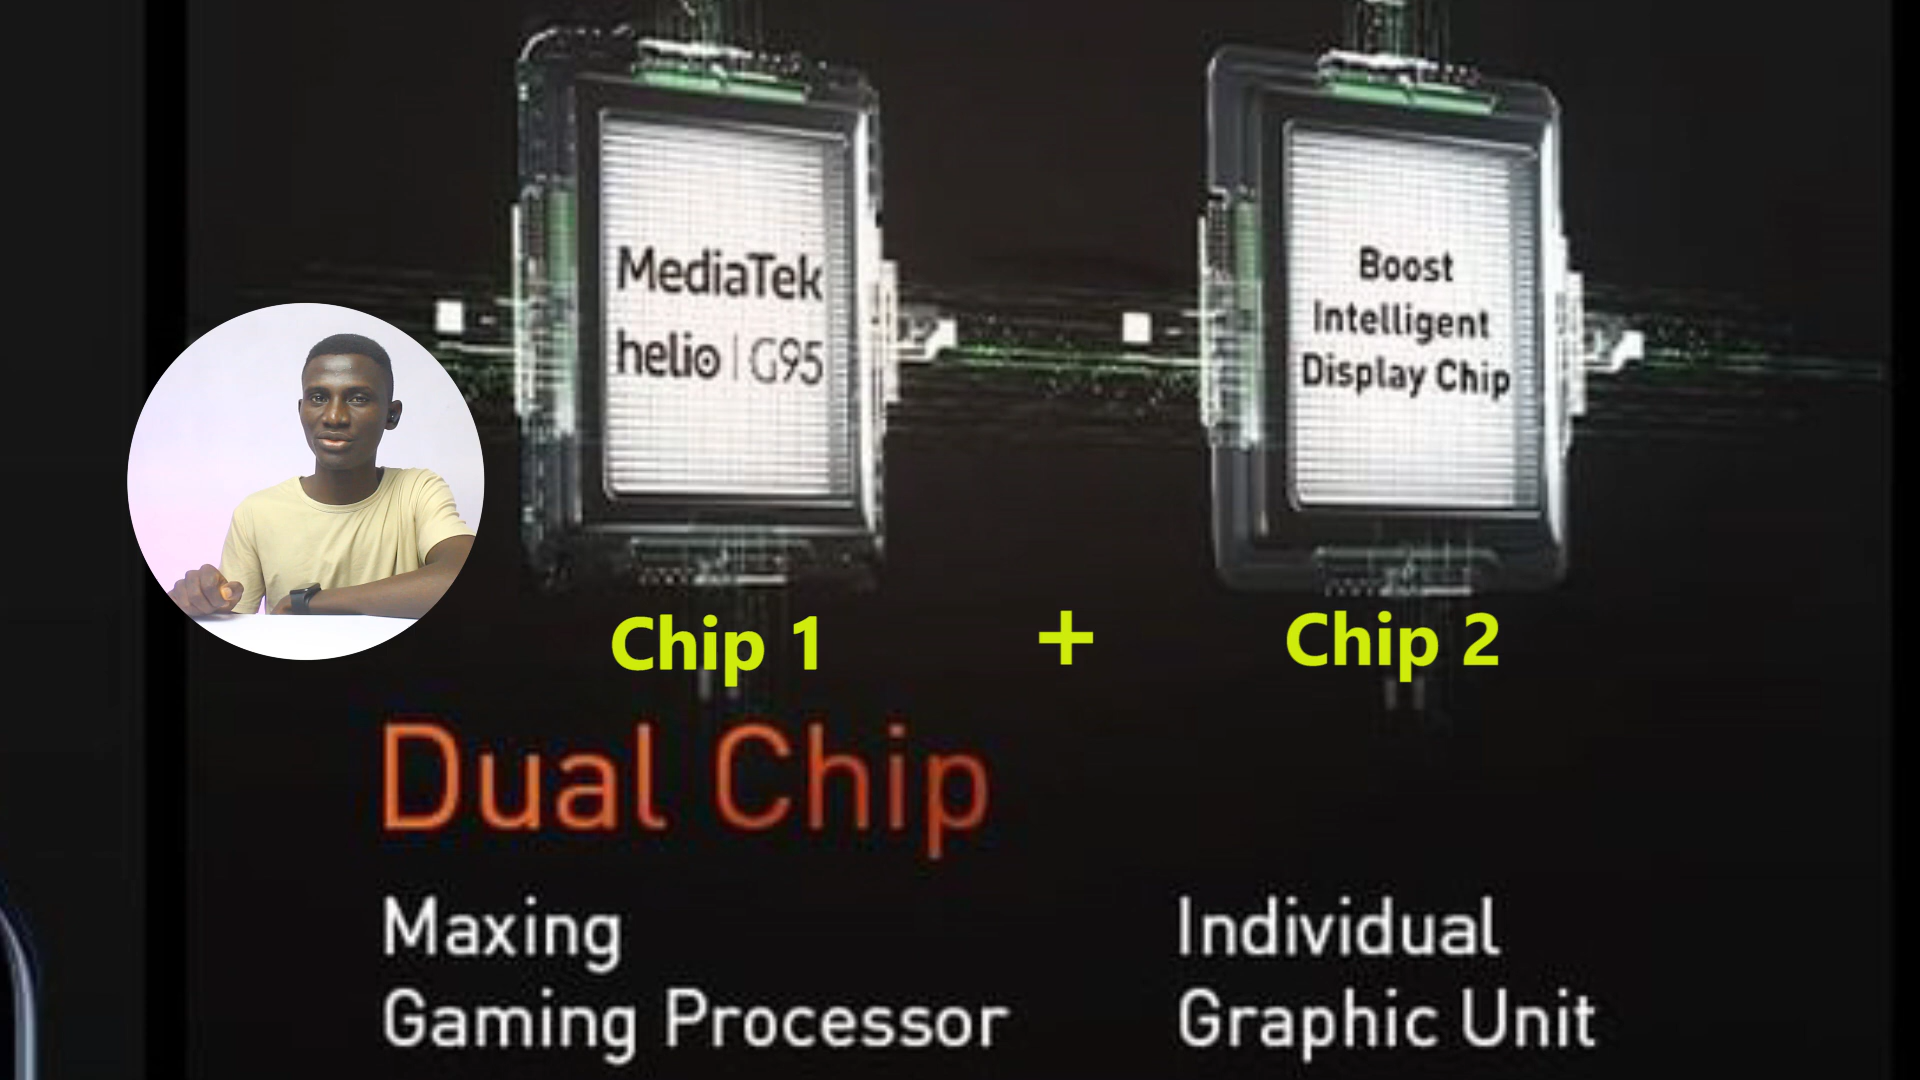 MediaTek
helio | G95
Boost
Intelligent
Display Chip
Chip 1 + Chip 2
Dual Chip
Maxing
Gaming Processor
Individual
Graphic Unit